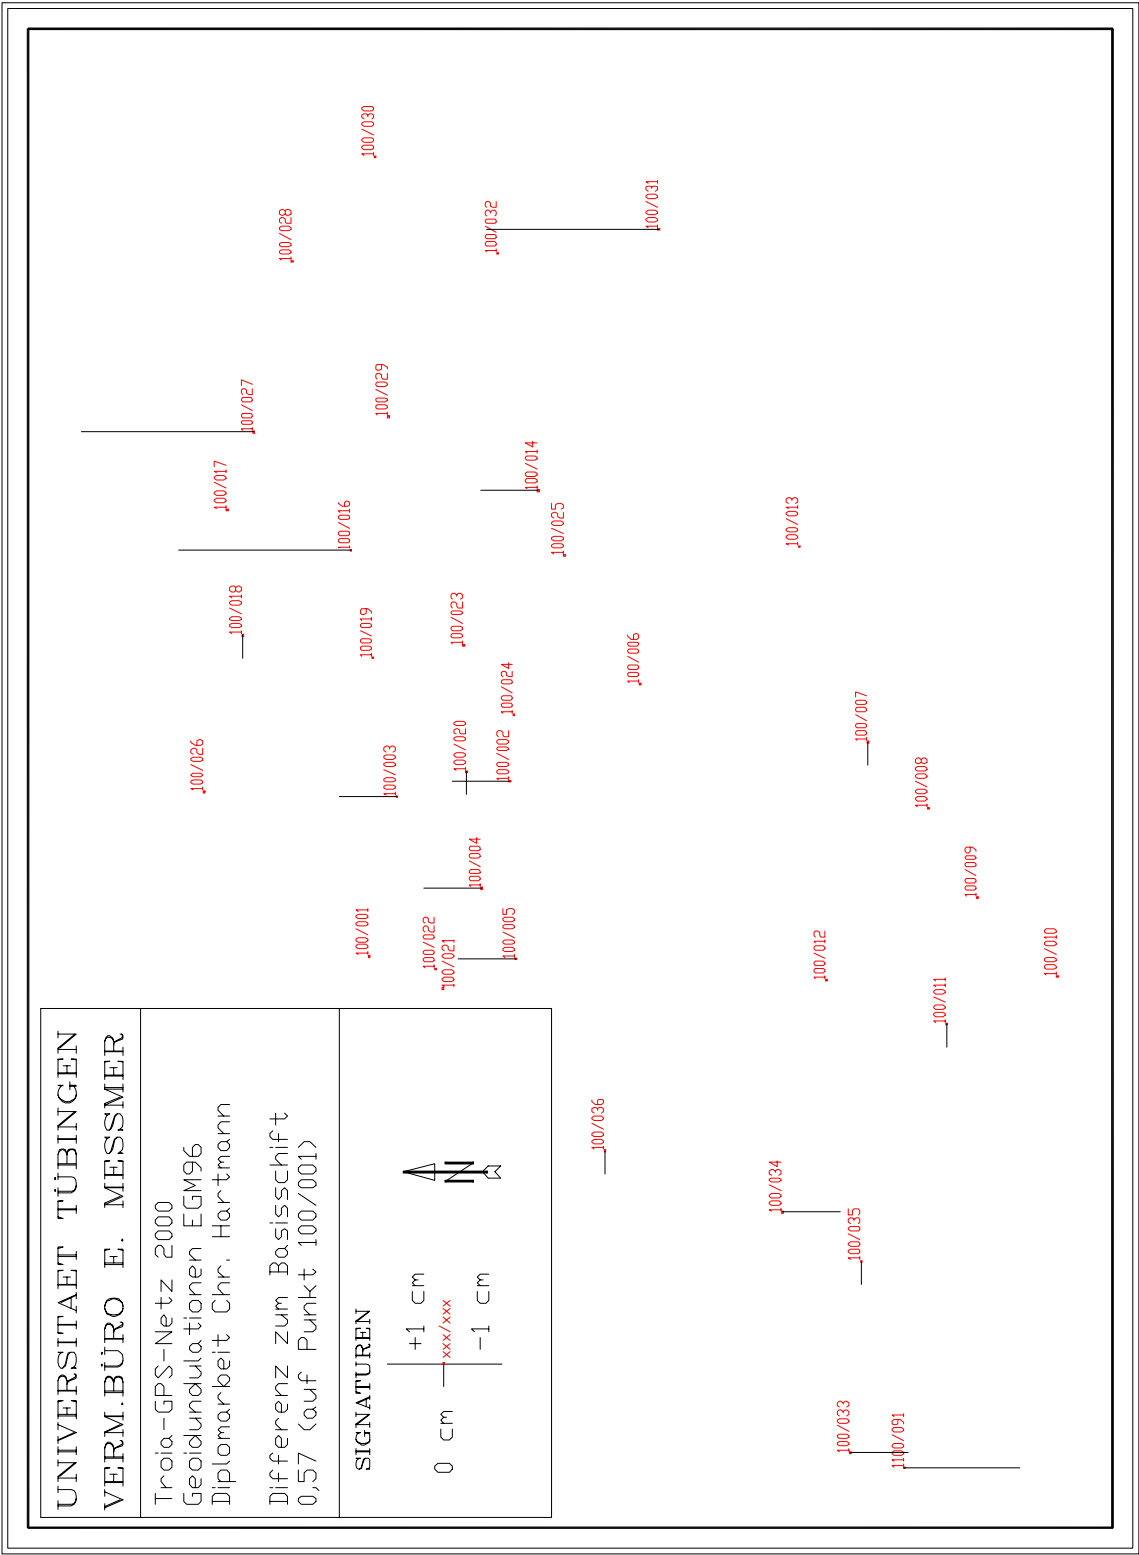 UNIVERSITAET TÜBINGEN
VERM.BÜRO E. MESSMER
Troia-GPS-Netz 2000
Geoidundulationen EGM96
Diplomarbeit Chr. Hartmann
Differenz zum Basisschift
0,57 (auf Punkt 100/001)
SIGNATUREN
+1 cm
0 cm
xxx/xxx
-1 cm
N
100/026
100/017
100/018
100/027
100/028
100/016
100/001
100/019
100/030
100/029
100/003
100/022
100/021
100/023
100/020
100/004
100/032
100/002
100/024
100/005
100/014
100/025
100/036
100/006
100/031
100/034
100/013
100/012
100/033
100/035
100/007
1100/091
100/008
100/011
100/009
100/010